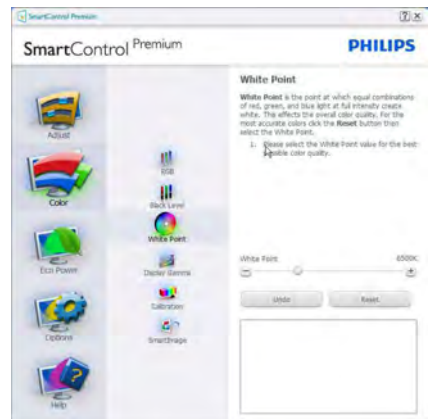 SmartControl Premium
SmartControl Premium
PHILIPS
Adjust
Color
Eco Power
Options
Help
RGB
Black Level
White Point
Display Gamma
Calibration
SmartImage
White Point
White Point is the point at which equal combinations
of red, green, and blue light at full intensity create
white. This effects the overall color quality. For the
most accurate colors click the Reset button then
select the White Point.
1. Please select the White Point value for the best
possible color quality.
White Point 6500K
Undo Reset